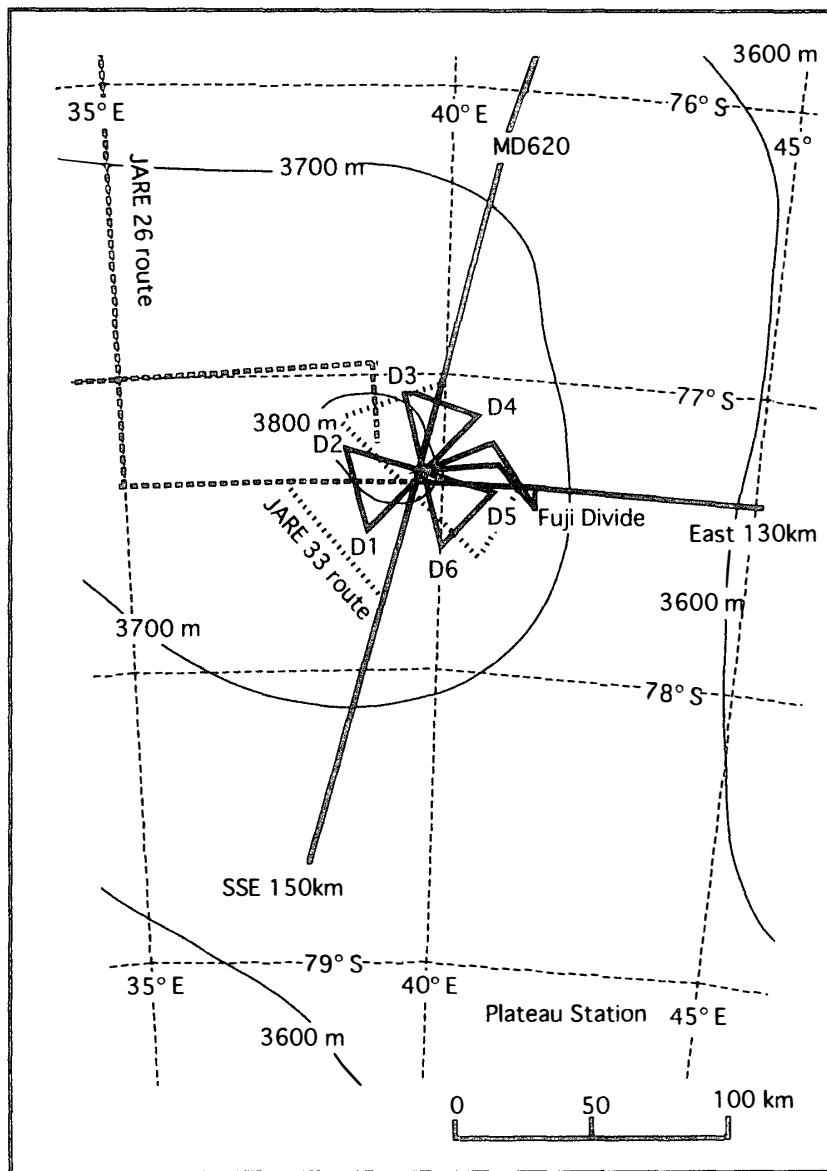 3600 m
35° E
40° E
76° S
45°
MD620
3700 m
JARE 26 route
D3
77° S
D4
3800 m
D2
D5
Fuji Divide
East 130km
D1
D6
JARE 33 route
3600 m
3700 m
78° S
SSE 150km
79° S
35° E
40° E
Plateau Station
45° E
3600 m
0
50
100 km